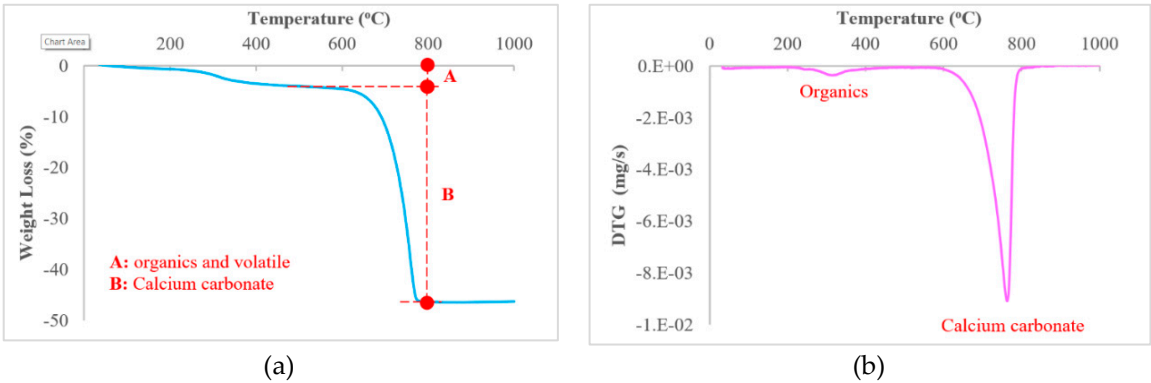 Temperature (°C)
Chart Area
200 400 600 800 1000
0
-10
-20
-30
-40
-50
Weight Loss (%)
A
B
A: organics and volatile
B: Calcium carbonate
(a)
Temperature (°C)
0 200 400 600 800 1000
0.E+00
-2.E-03
-4.E-03
-6.E-03
-8.E-03
-1.E-02
DTG (mg/s)
Organics
Calcium carbonate
(b)